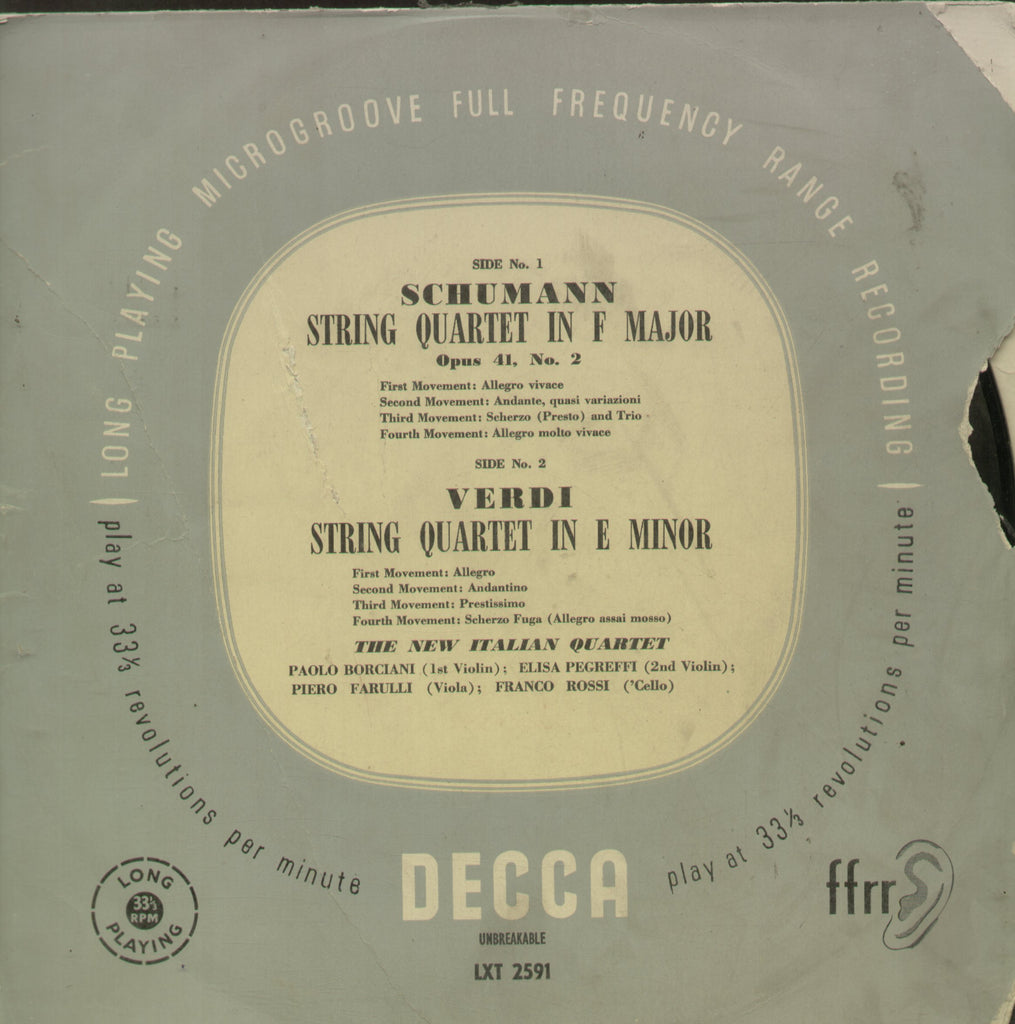 LONG PLAYING MICROGROOVE FULL FREQUENCY RANGE RECORDING
SIDE No. 1
SCHUMANN
STRING QUARTET IN F MAJOR
Opus 41, No. 2
First Movement: Allegro vivace
Second Movement: Andante, quasi variazioni
Third Movement: Scherzo (Presto) and Trio
Fourth Movement: Allegro molto vivace
SIDE No. 2
VERDI
STRING QUARTET IN E MINOR
First Movement: Allegro
Second Movement: Andantino
Third Movement: Prestissimo
Fourth Movement: Scherzo Fuga (Allegro assai mosso)
THE NEW ITALIAN QUARTET
PAOLO BORCIANI (1st Violin); ELISA PEGREFFI (2nd Violin);
PIERO FARULLI (Viola); FRANCO ROSSI ('Cello)
play at 33⅓ revolutions per minute
play at 33⅓ revolutions per minute
LONG
33⅓
RPM
PLAYING
DECCA
UNBREAKABLE
LXT 2591
ffrr